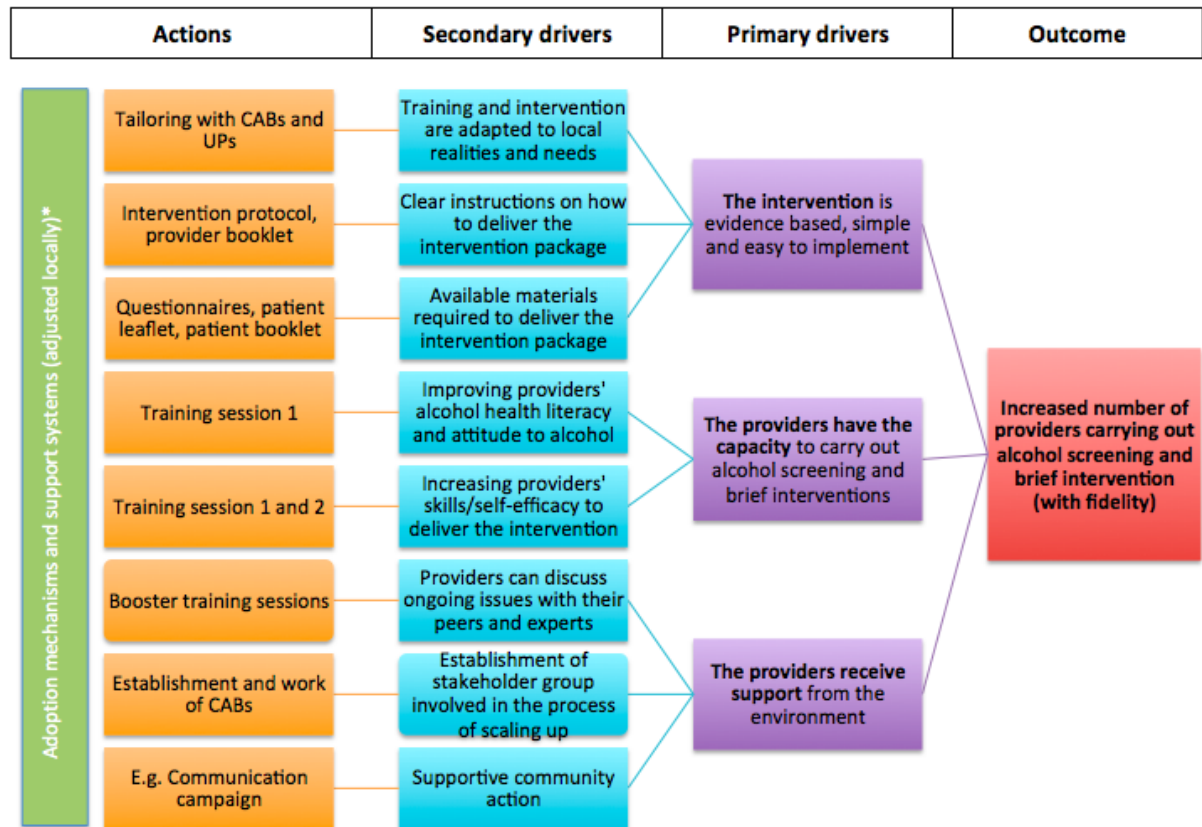 Actions
Secondary drivers
Primary drivers
Outcome
Adoption mechanisms and support systems (adjusted locally)*
Tailoring with CABs and
UPs
Training and intervention
are adapted to local
realities and needs
Intervention protocol,
provider booklet
Clear instructions on how
to deliver the
intervention package
Questionnaires, patient
leaflet, patient booklet
Available materials
required to deliver the
intervention package
Training session 1
Improving providers'
alcohol health literacy
and attitude to alcohol
Training session 1 and 2
Increasing providers'
skills/self-efficacy to
deliver the intervention
Booster training sessions
Providers can discuss
ongoing issues with their
peers and experts
Establishment and work
of CABs
Establishment of
stakeholder group
involved in the process
of scaling up
E.g. Communication
campaign
Supportive community
action
The intervention is
evidence based, simple
and easy to implement
The providers have the
capacity to carry out
alcohol screening and
brief interventions
The providers receive
support from the
environment
Increased number of
providers carrying out
alcohol screening and
brief intervention
(with fidelity)